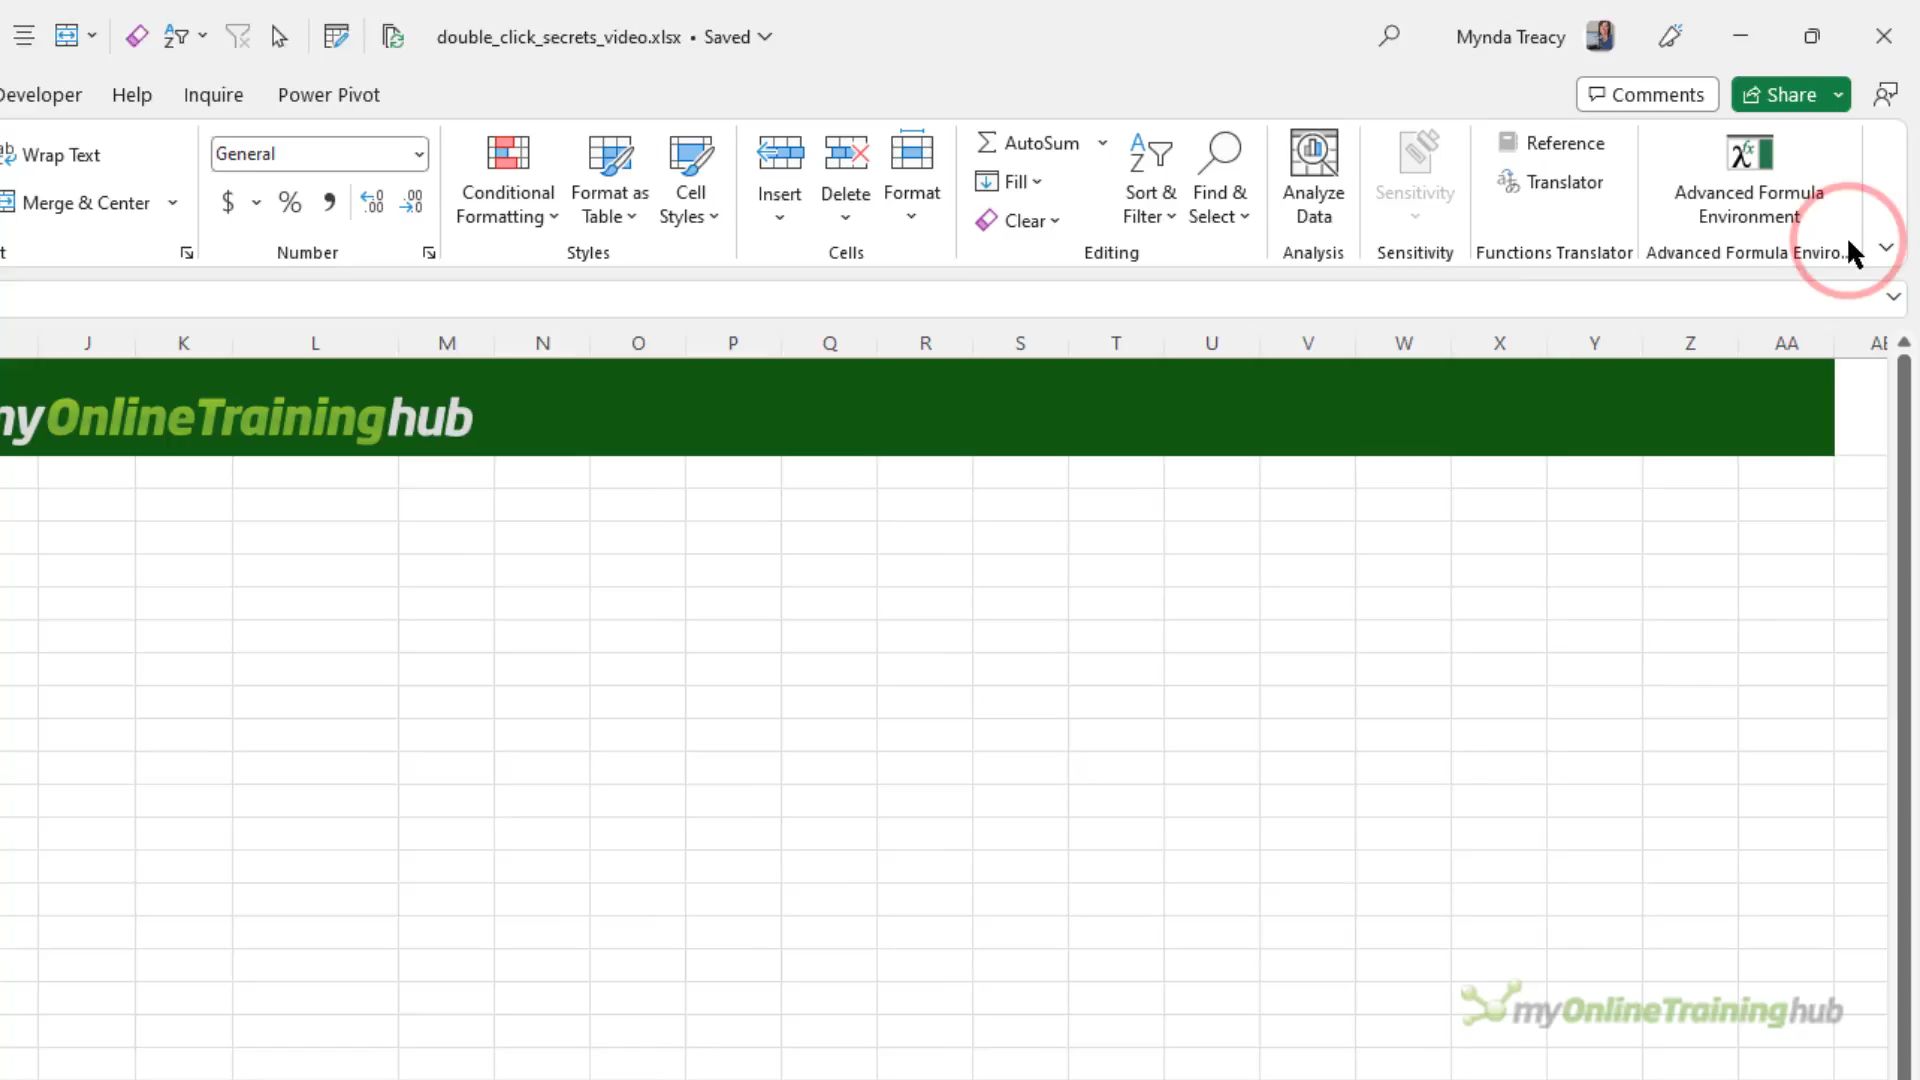 double_click_secrets_video.xlsx • Saved
Mynda Treacy
Developer Help Inquire Power Pivot
Comments Share
Wrap Text
Merge & Center
General
$ % ,
Number
Conditional Formatting
Format as Table
Cell Styles
Styles
Insert
Delete
Format
Cells
AutoSum
Fill
Clear
Sort & Filter
Find & Select
Editing
Analyze Data
Analysis
Sensitivity
Sensitivity
Reference
Translator
Functions Translator
Advanced Formula Environment
Advanced Formula Enviro...
J K L M N O P Q R S T U V W X Y Z AA
myOnlineTraininghub
myOnlineTraininghub